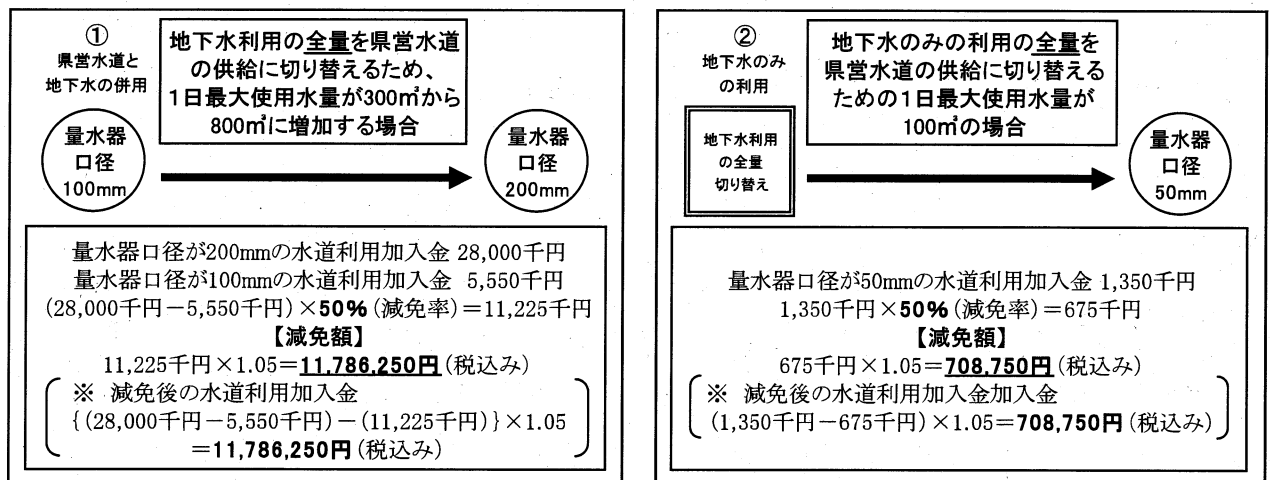 ①
県営水道と
地下水の併用
地下水利用の全量を県営水道
の供給に切り替えるため、
1日最大使用水量が300㎥から
800㎥に増加する場合
量水器
口径
100mm
量水器
口径
200mm
量水器口径が200mmの水道利用加入金 28,000千円
量水器口径が100mmの水道利用加入金 5,550千円
(28,000千円－5,550千円)×50%(減免率)＝11,225千円
【減免額】
11,225千円×1.05＝11,786,250円(税込み)
※ 減免後の水道利用加入金
{(28,000千円－5,550千円)－(11,225千円)}×1.05
＝11,786,250円(税込み)
②
地下水のみ
の利用
地下水のみの利用の全量を
県営水道の供給に切り替える
ための1日最大使用水量が
100㎥の場合
地下水利用
の全量
切り替え
量水器
口径
50mm
量水器口径が50mmの水道利用加入金 1,350千円
1,350千円×50%(減免率)＝675千円
【減免額】
675千円×1.05＝708,750円(税込み)
※ 減免後の水道利用加入金加入金
(1,350千円－675千円)×1.05＝708,750円(税込み)